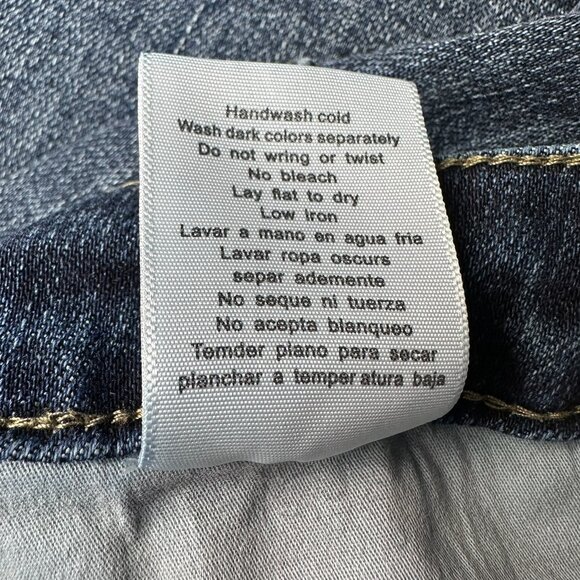 Handwash cold
Wash dark colors separately
Do not wring or twist
No bleach
Lay flat to dry
Low iron
Lavar a mano en agua fria
Lavar ropa oscurs
separ ademente
No seque ni tuerza
No acepta blanqueo
Temder piano para secar
planchar a temper atura baja